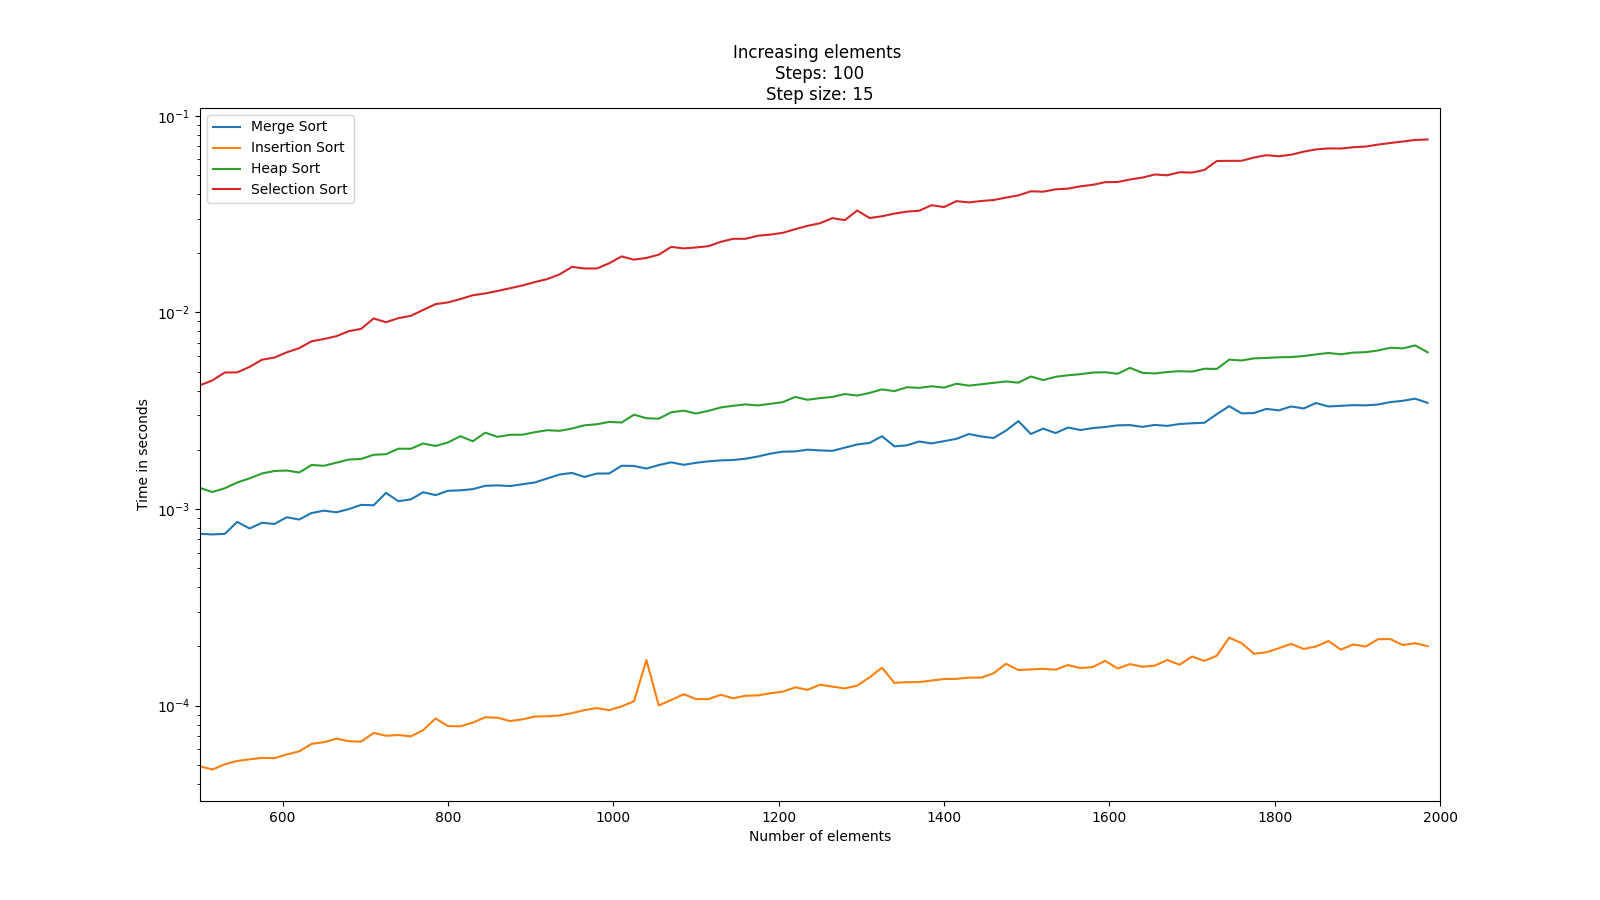 Increasing elements
Steps: 100
Step size: 15
Merge Sort
Insertion Sort
Heap Sort
Selection Sort
Time in seconds
10⁻¹
10⁻²
10⁻³
10⁻⁴
600 800 1000 1200 1400 1600 1800 2000
Number of elements